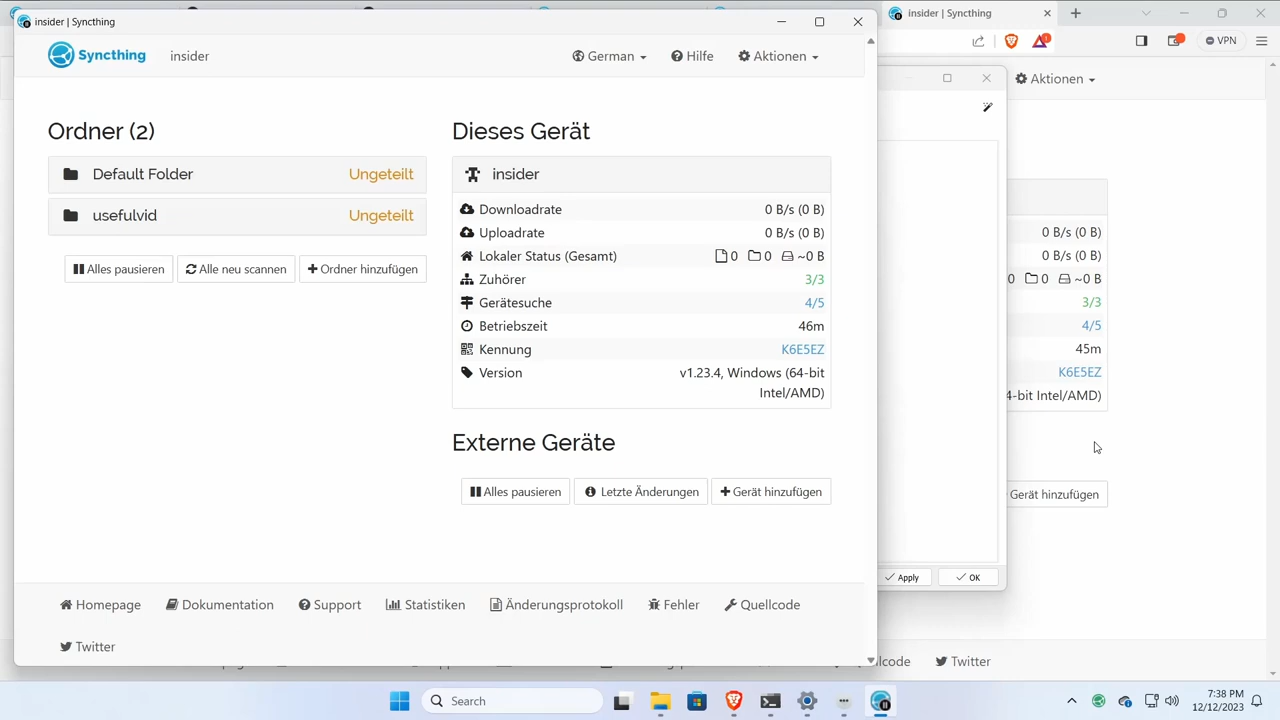 insider | Syncthing
insider | Syncthing
VPN
Syncthing
insider
German
Hilfe
Aktionen
Aktionen
Ordner (2)
Default Folder
Ungeteilt
usefulvid
Ungeteilt
Alles pausieren
Alle neu scannen
Ordner hinzufügen
Dieses Gerät
insider
Downloadrate
0 B/s (0 B)
Uploadrate
0 B/s (0 B)
Lokaler Status (Gesamt)
0
0
~0 B
Zuhörer
3/3
Gerätesuche
4/5
Betriebszeit
46m
Kennung
K6E5EZ
Version
v1.23.4, Windows (64-bit
Intel/AMD)
Externe Geräte
Alles pausieren
Letzte Änderungen
Gerät hinzufügen
0 B/s (0 B)
0 B/s (0 B)
0
0
~0 B
3/3
4/5
45m
K6E5EZ
4-bit Intel/AMD)
Gerät hinzufügen
Apply
OK
Homepage
Dokumentation
Support
Statistiken
Änderungsprotokoll
Fehler
Quellcode
Twitter
Twitter
Search
7:38 PM
12/12/2023